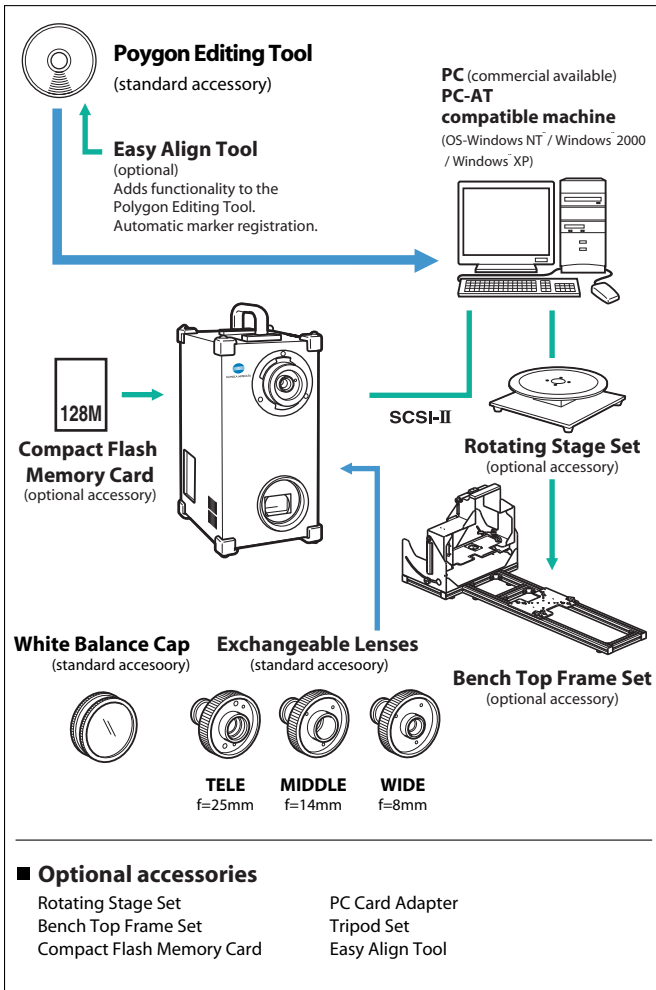 Poygon Editing Tool
(standard accessory)
Easy Align Tool
(optional)
Adds functionality to the
Polygon Editing Tool.
Automatic marker registration.
PC (commercial available)
PC-AT
compatible machine
(OS-Windows NT¯/ Windows¯2000
/ Windows¯XP)
128M
Compact Flash
Memory Card
(optional accessory)
KONICA MINOLTA
SCSI-II
Rotating Stage Set
(optional accessory)
White Balance Cap
(standard accesoory)
Exchangeable Lenses
(standard accesoory)
Bench Top Frame Set
(optional accessory)
TELE
f=25mm
MIDDLE
f=14mm
WIDE
f=8mm
■ Optional accessories
Rotating Stage Set
Bench Top Frame Set
Compact Flash Memory Card
PC Card Adapter
Tripod Set
Easy Align Tool